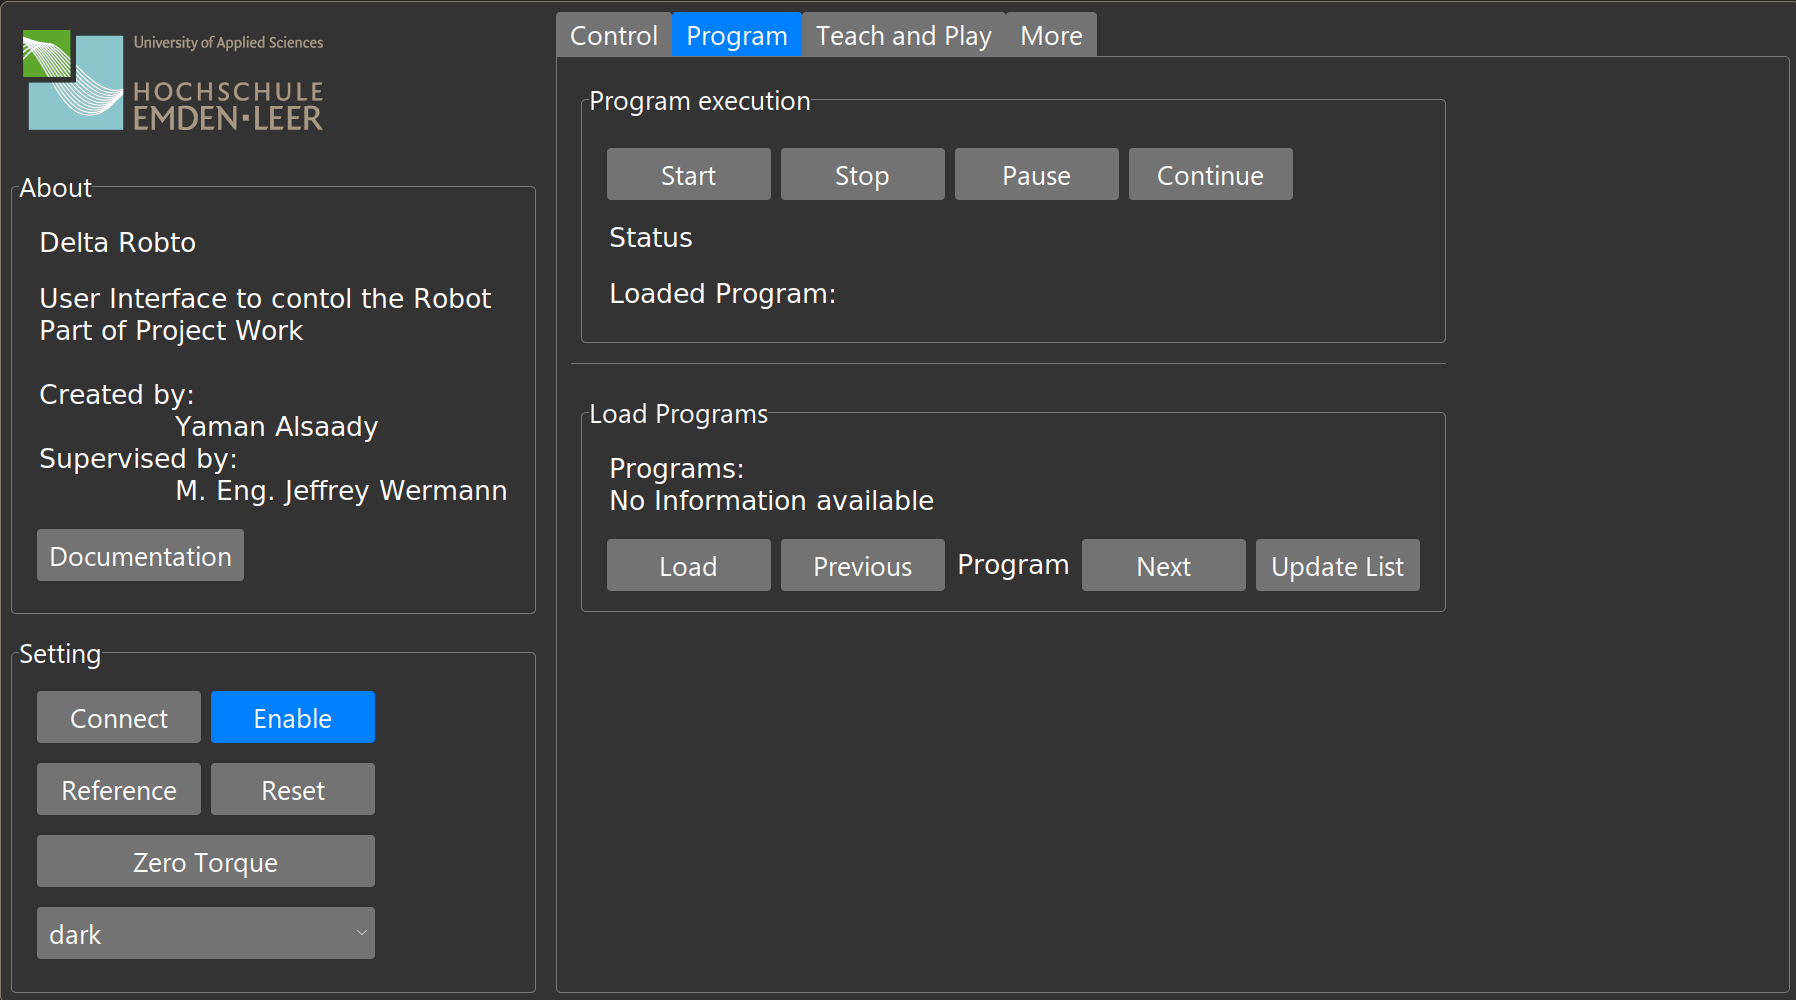 University of Applied Sciences
HOCHSCHULE
EMDEN·LEER
About
Delta Robto
User Interface to contol the Robot
Part of Project Work
Created by:
Yaman Alsaady
Supervised by:
M. Eng. Jeffrey Wermann
Documentation
Setting
Connect Enable
Reference Reset
Zero Torque
dark
Control Program Teach and Play More
Program execution
Start Stop Pause Continue
Status
Loaded Program:
Load Programs
Programs:
No Information available
Load Previous Program Next Update List